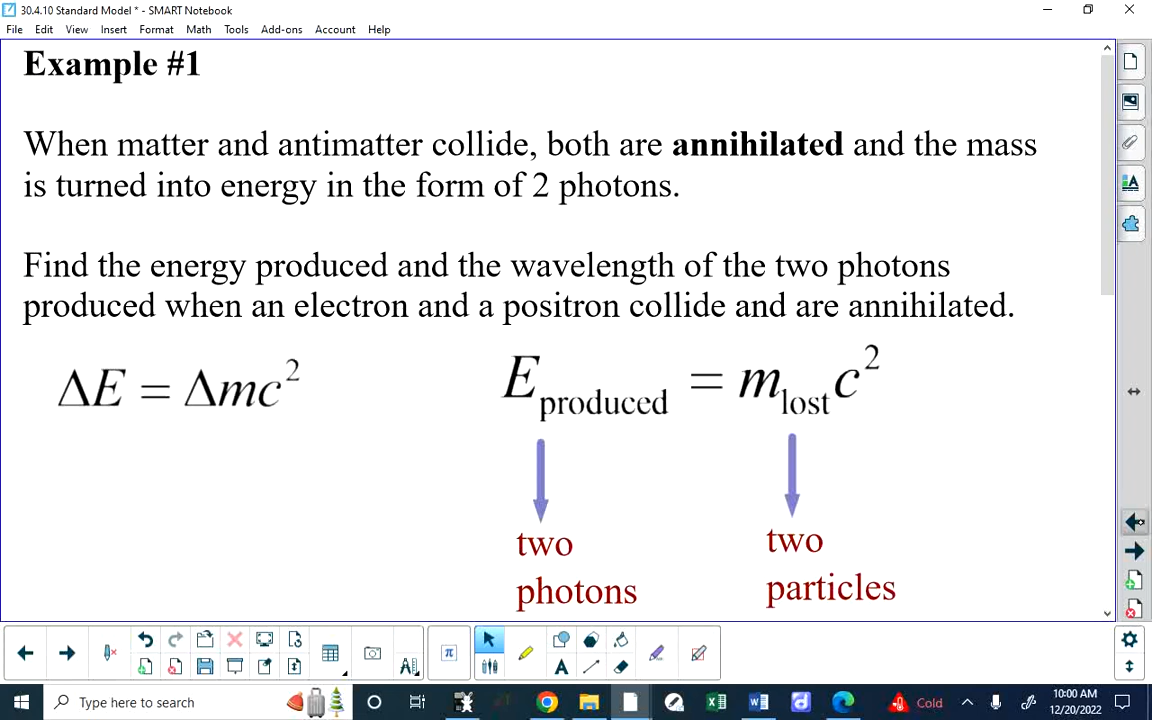 30.4.10 Standard Model * - SMART Notebook
File Edit View Insert Format Math Tools Add-ons Account Help
Example #1
When matter and antimatter collide, both are annihilated and the mass
is turned into energy in the form of 2 photons.
Find the energy produced and the wavelength of the two photons
produced when an electron and a positron collide and are annihilated.
ΔE = Δmc² E produced = m lost c²
two
photons
two
particles
Type here to search
Cold
10:00 AM
12/20/2022